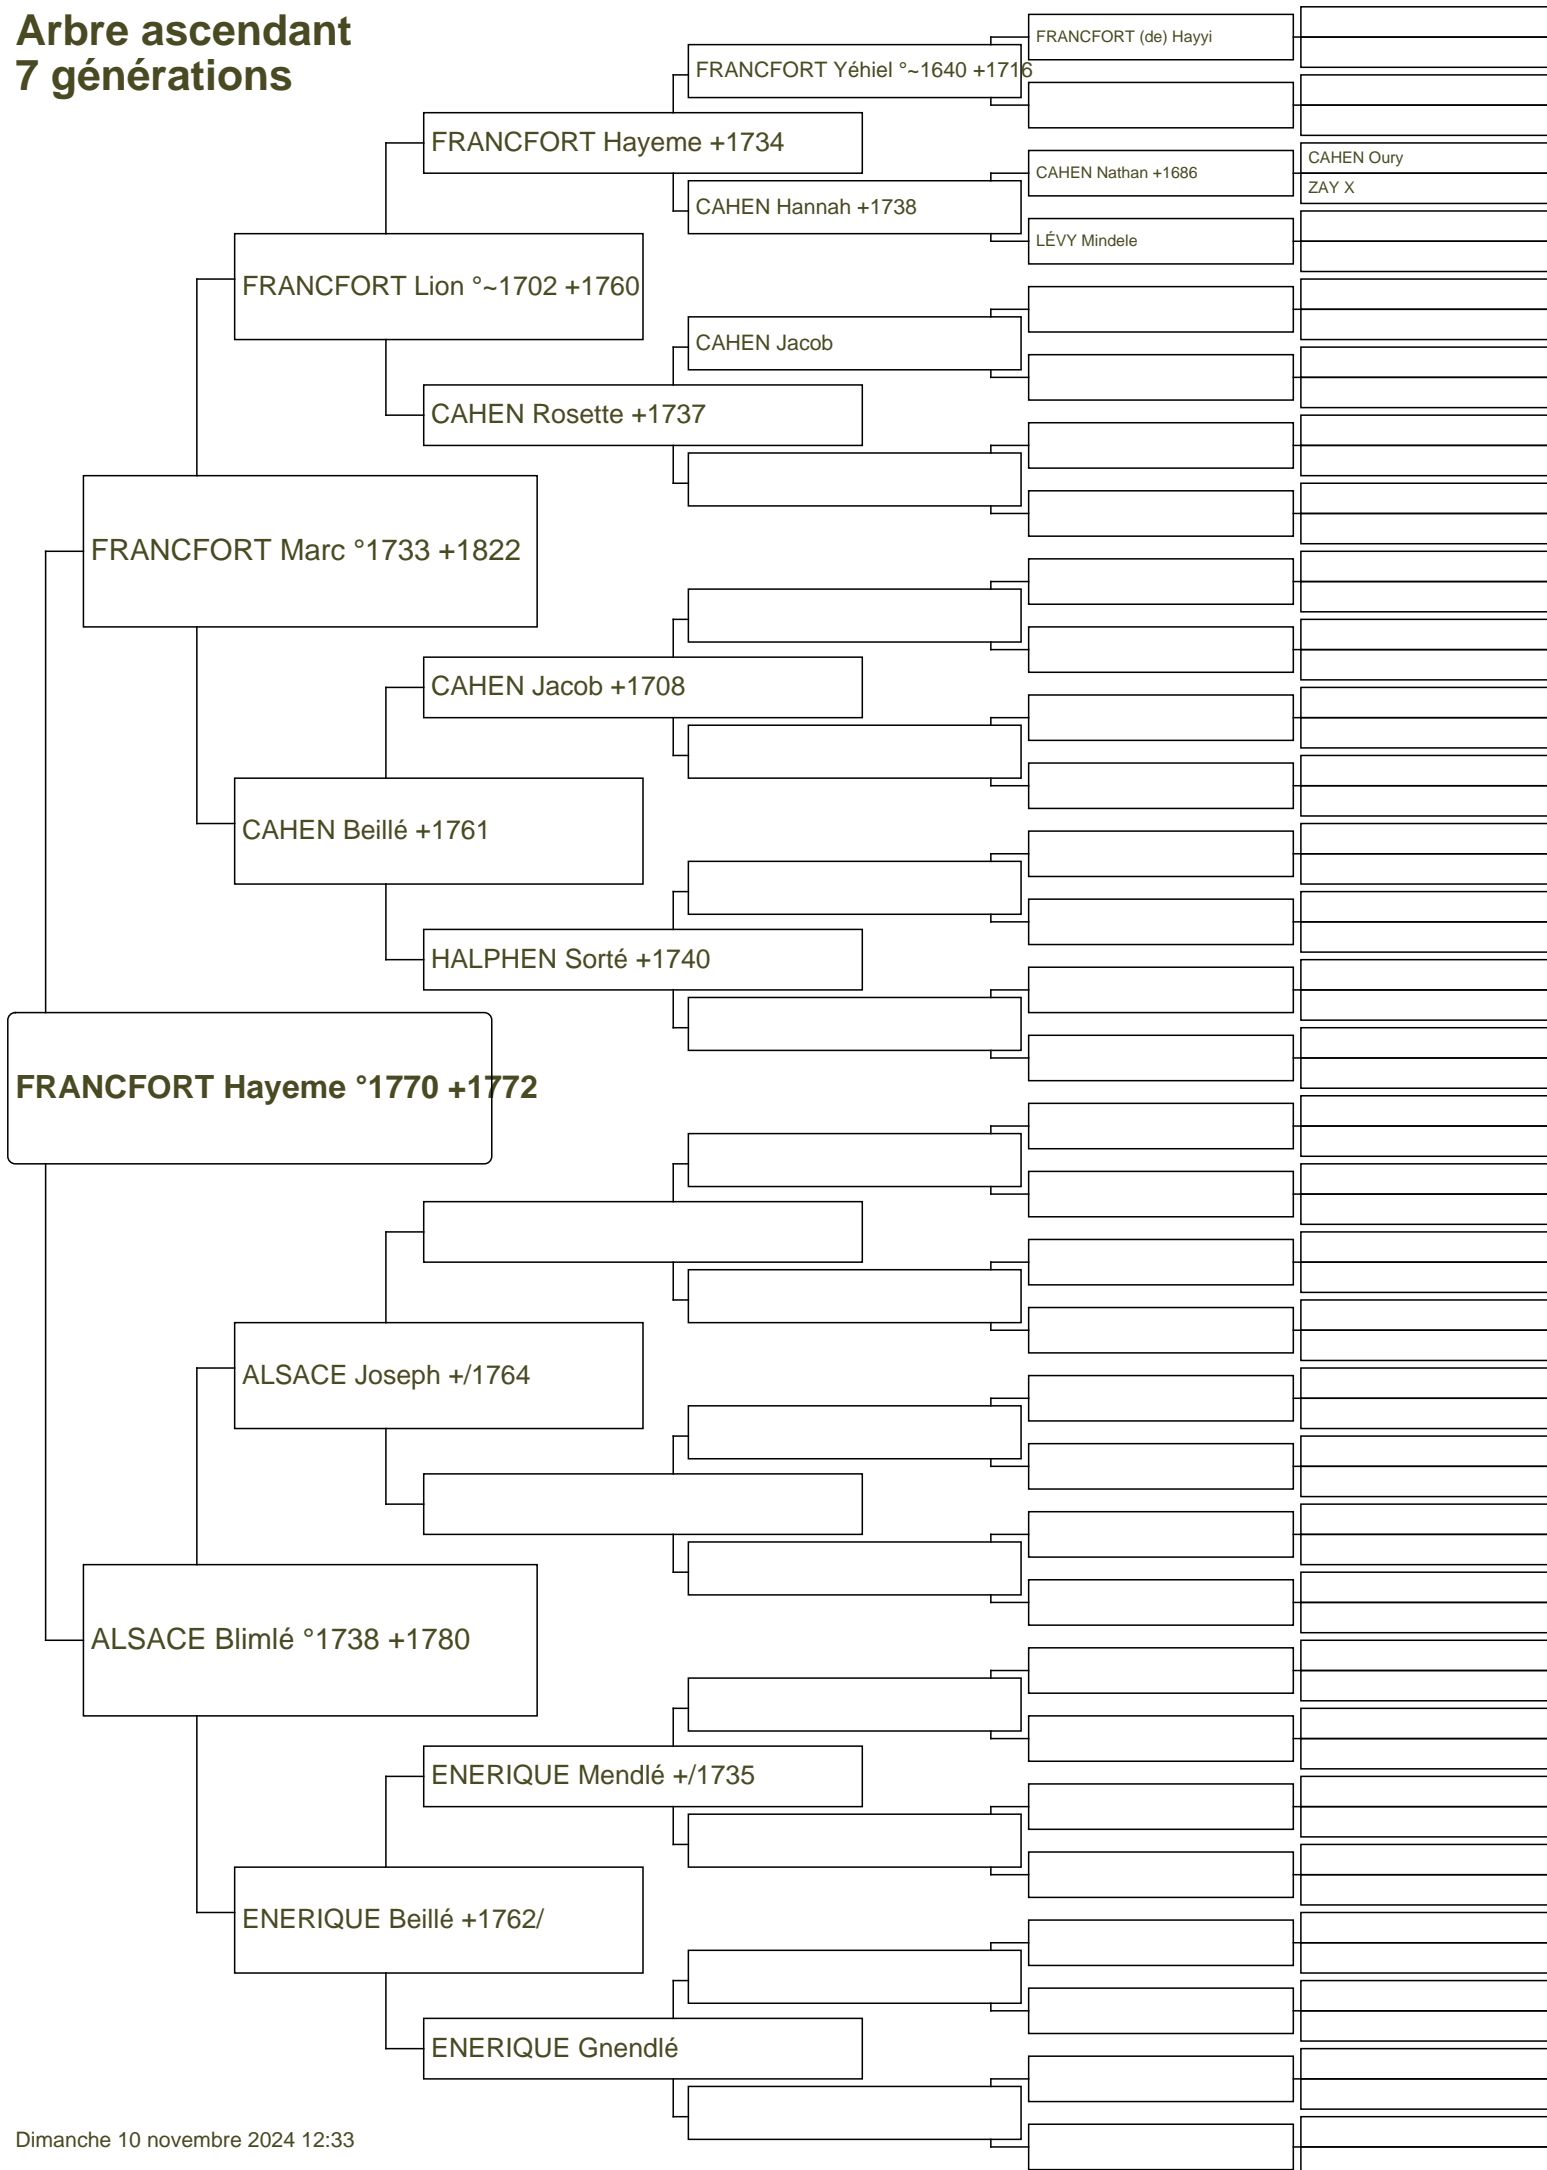 Arbre ascendant
7 générations
FRANCFORT (de) Hayyi
FRANCFORT Yéhiel °~1640 +1716
FRANCFORT Hayeme +1734
CAHEN Oury
CAHEN Nathan +1686
ZAY X
CAHEN Hannah +1738
LÉVY Mindele
FRANCFORT Lion °~1702 +1760
CAHEN Jacob
CAHEN Rosette +1737
FRANCFORT Marc °1733 +1822
CAHEN Jacob +1708
CAHEN Beillé +1761
HALPHEN Sorté +1740
FRANCFORT Hayeme °1770 +1772
ALSACE Joseph +/1764
ALSACE Blimlé °1738 +1780
ENERIQUE Mendlé +/1735
ENERIQUE Beillé +1762/
ENERIQUE Gnendlé
Dimanche 10 novembre 2024 12:33